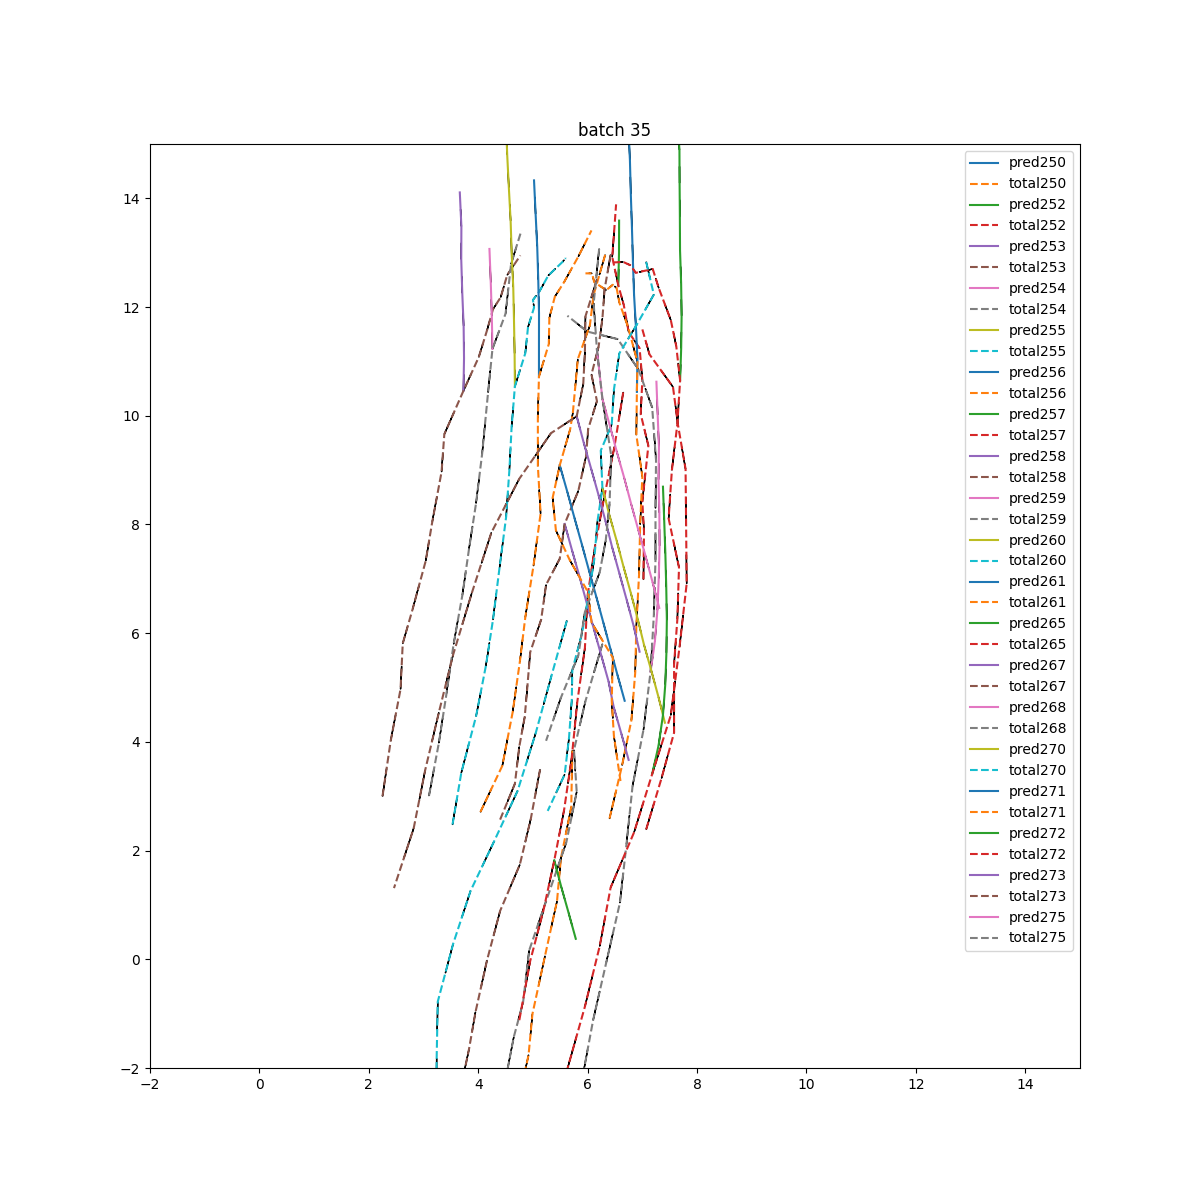 batch 35
14
12
10
8
6
4
2
0
−2
−2 0 2 4 6 8 10 12 14
pred250
total250
pred252
total252
pred253
total253
pred254
total254
pred255
total255
pred256
total256
pred257
total257
pred258
total258
pred259
total259
pred260
total260
pred261
total261
pred265
total265
pred267
total267
pred268
total268
pred270
total270
pred271
total271
pred272
total272
pred273
total273
pred275
total275